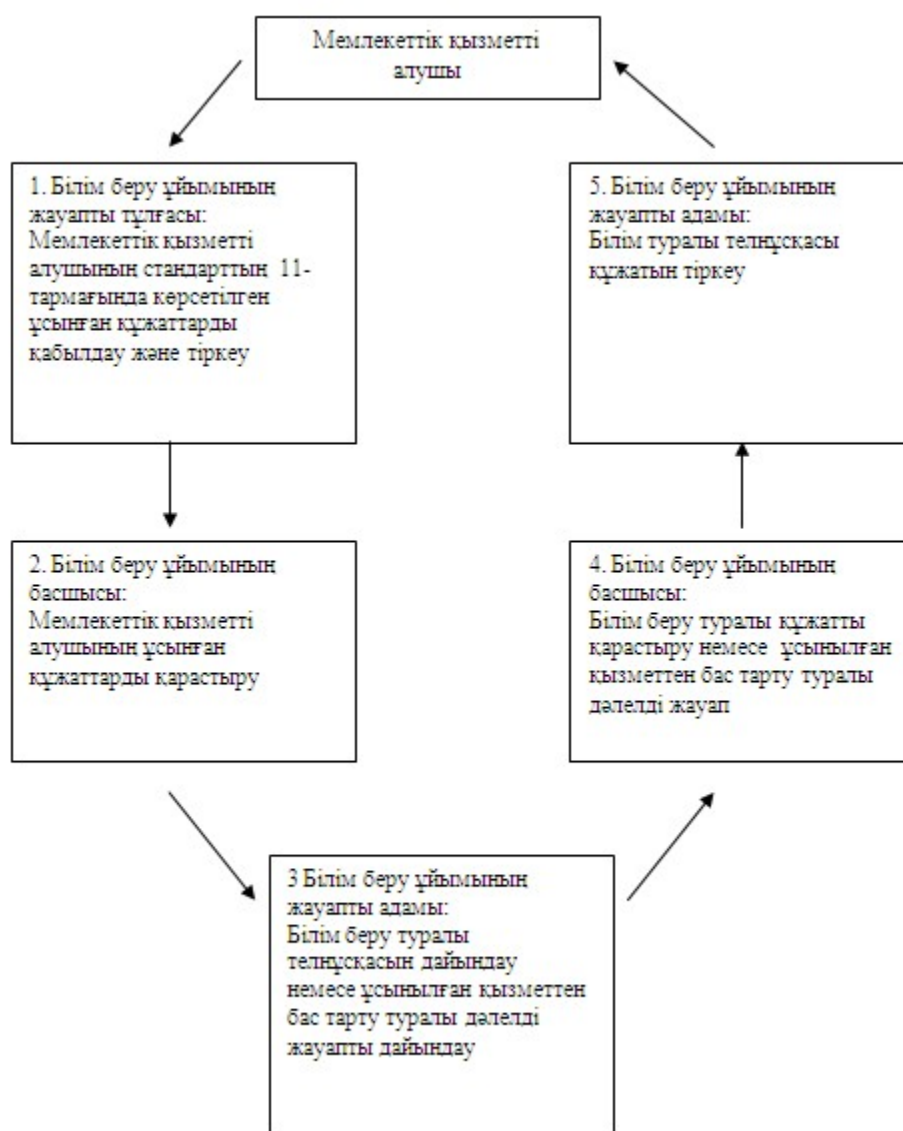 Мемлекеттік қызметті
алушы
1. Білім беру ұйымының
жауапты тұлғасы:
Мемлекеттік қызметті
алушының стандарттың 11-
тармағында көрсетілген
ұсынған құжаттарды
қабылдау және тіркеу
2. Білім беру ұйымының
басшысы:
Мемлекеттік қызметті
алушының ұсынған
құжаттарды қарастыру
3 Білім беру ұйымының
жауапты адамы:
Білім беру туралы
телнұсқасын дайындау
немесе ұсынылған қызметтен
бас тарту туралы дәлелді
жауапты дайындау
4. Білім беру ұйымының
басшысы:
Білім беру туралы құжатты
қарастыру немесе ұсынылған
қызметтен бас тарту туралы
дәлелді жауап
5. Білім беру ұйымының
жауапты адамы:
Білім туралы телнұсқасы
құжатын тіркеу